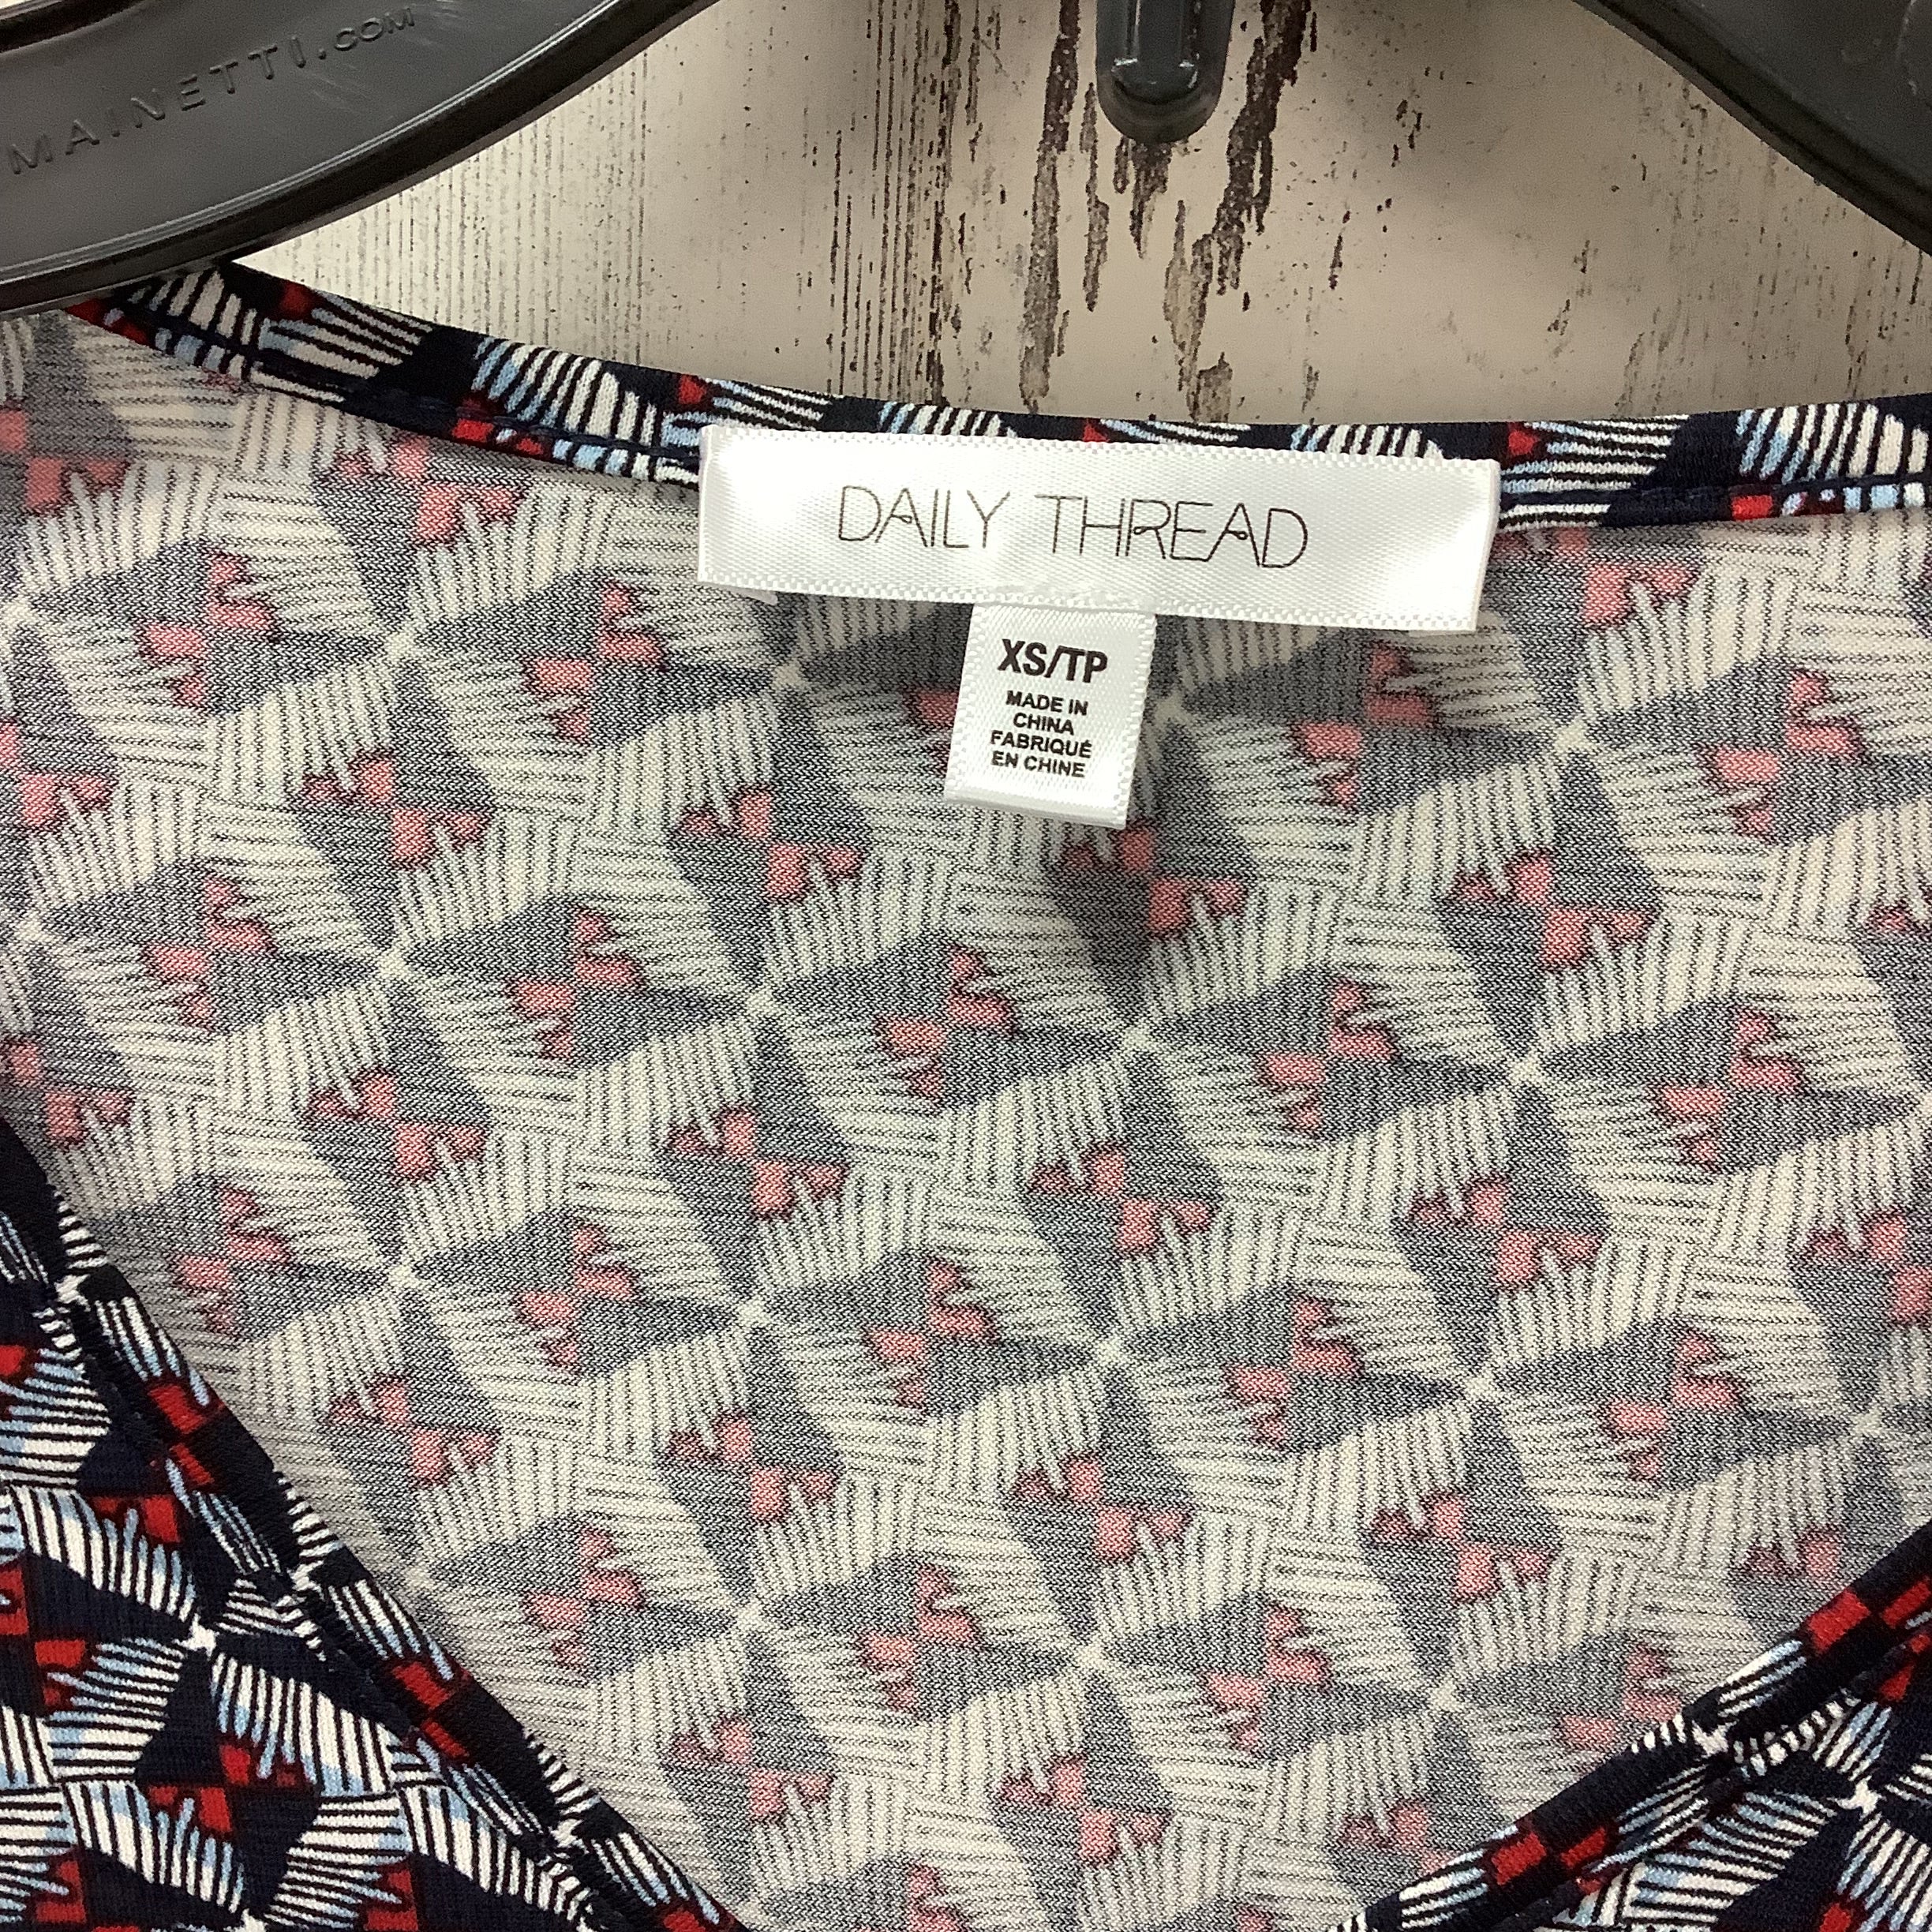 MAINETTI.COM
DAILY THREAD
XS/TP
MADE IN
CHINA
FABRIQUÉ
EN CHINE